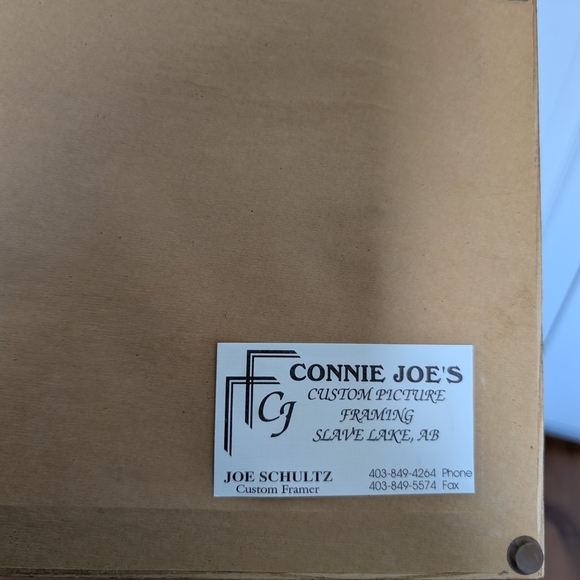 CONNIE JOE'S
CUSTOM PICTURE
FRAMING
SLAVE LAKE, AB
CJ
JOE SCHULTZ
Custom Framer
403-849-4264 Phone
403-849-5574 Fax